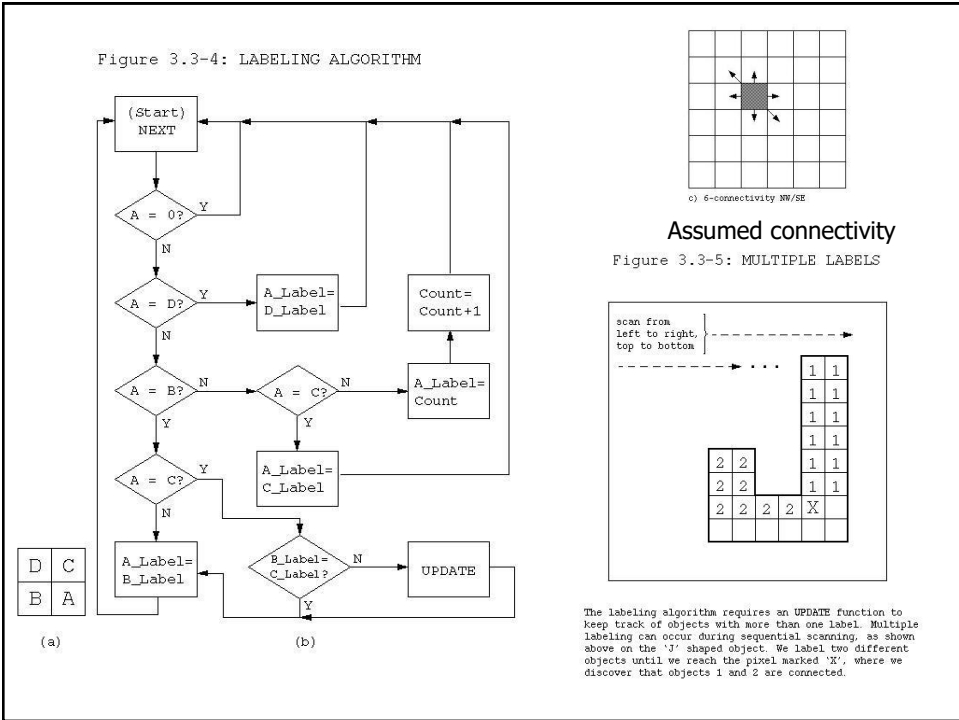 Figure 3.3-4: LABELING ALGORITHM
(Start)
NEXT
A = 0?
Y
N
A = D?
Y
A_Label=
D_Label
N
Count=
Count+1
A = B?
N
A = C?
N
A_Label=
Count
Y
Y
A = C?
Y
A_Label=
C_Label
N
A_Label=
B_Label
B_Label=
C_Label?
N
UPDATE
Y
D C
B A
(a)
(b)
c) 6-connectivity NW/SE
Assumed connectivity
Figure 3.3-5: MULTIPLE LABELS
scan from
left to right,
top to bottom
...
1 1
1 1
1 1
1 1
2 2 1 1
2 2 1 1
2 2 2 2 X
The labeling algorithm requires an UPDATE function to
keep track of objects with more than one label. Multiple
labeling can occur during sequential scanning, as shown
above on the 'J' shaped object. We label two different
objects until we reach the pixel marked 'X', where we
discover that objects 1 and 2 are connected.